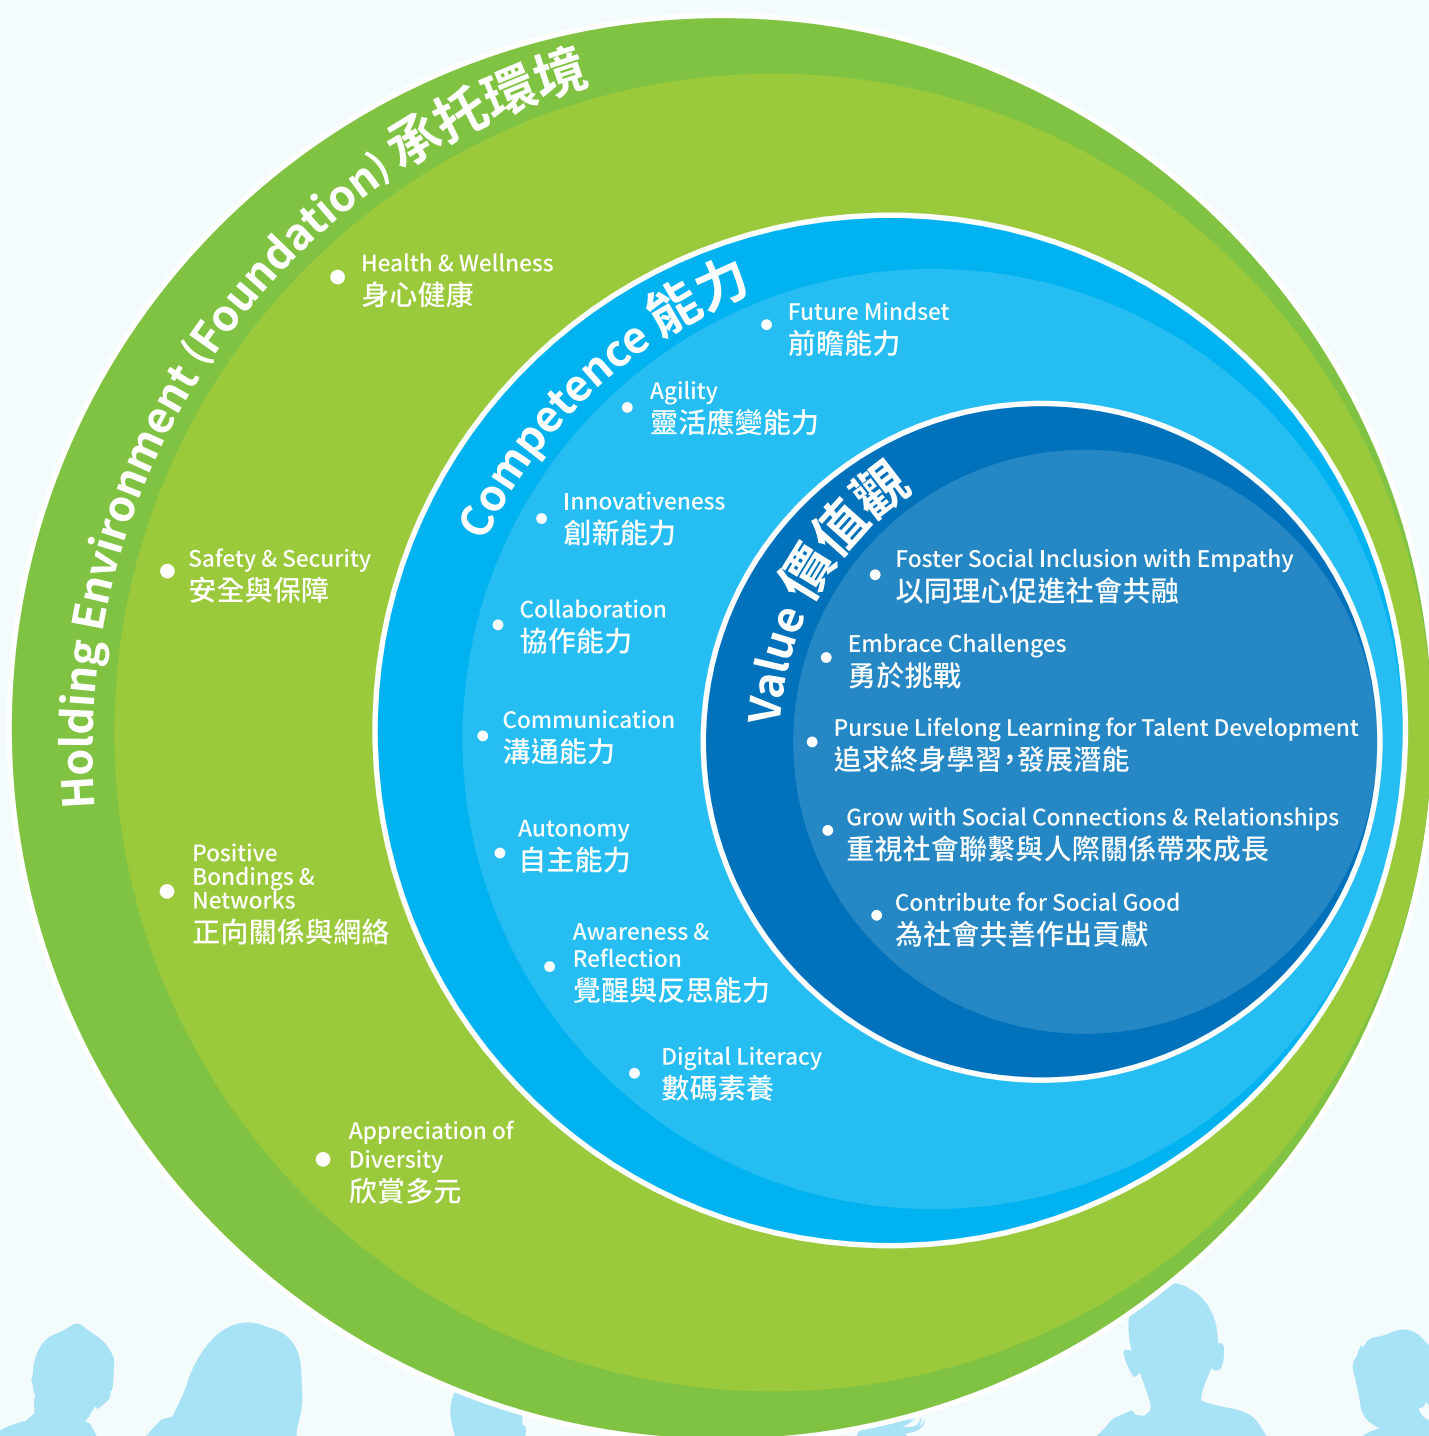 Holding Environment (Foundation) 承托環境
Health & Wellness
身心健康
Safety & Security
安全與保障
Positive
Bondings &
Networks
正向關係與網絡
Appreciation of
Diversity
欣賞多元
Competence 能力
Future Mindset
前瞻能力
Agility
靈活應變能力
Innovativeness
創新能力
Collaboration
協作能力
Communication
溝通能力
Autonomy
自主能力
Awareness &
Reflection
覺醒與反思能力
Digital Literacy
數碼素養
Value 價值觀
Foster Social Inclusion with Empathy
以同理心促進社會共融
Embrace Challenges
勇於挑戰
Pursue Lifelong Learning for Talent Development
追求終身學習，發展潛能
Grow with Social Connections & Relationships
重視社會聯繫與人際關係帶來成長
Contribute for Social Good
為社會共善作出貢獻